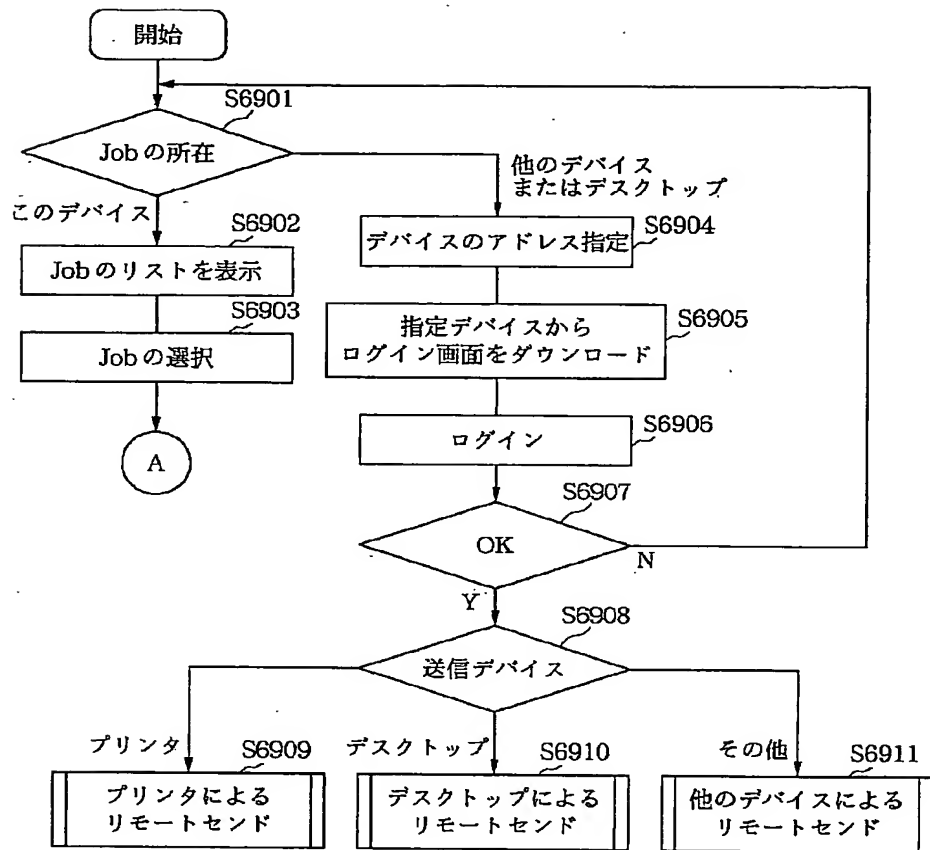 開始
S6901
Jobの所在
このデバイス
他のデバイス
またはデスクトップ
S6902
Jobのリストを表示
S6903
Jobの選択
A
S6904
デバイスのアドレス指定
S6905
指定デバイスから
ログイン画面をダウンロード
S6906
ログイン
S6907
OK
N
Y
S6908
送信デバイス
プリンタ
S6909
プリンタによる
リモートセンド
デスクトップ
S6910
デスクトップによる
リモートセンド
その他
S6911
他のデバイスによる
リモートセンド